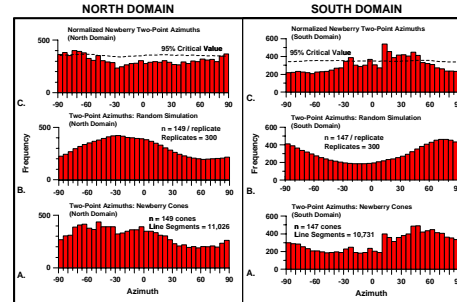 NORTH DOMAIN
Normalized Newberry Two-Point Azimuths
(North Domain)
95% Critical Value
500
0
-90 -60 -30 0 30 60 90
C.
Two-Point Azimuths: Random Simulation
(North Domain)
n = 149 / replicate
Replicates = 300
500
0
-90 -60 -30 0 30 60 90
B.
Frequency
Two-Point Azimuths: Newberry Cones
(North Domain)
n = 149 cones
Line Segments = 11,026
500
0
-90 -60 -30 0 30 60 90
A.
Azimuth
SOUTH DOMAIN
Normalized Newberry Two-Point Azimuths
(South Domain)
95% Critical Value
600
400
200
0
-90 -60 -30 0 30 60 90
C.
Two-Point Azimuths: Random Simulation
(South Domain)
n = 147 / replicate
Replicates = 300
600
400
200
0
-90 -60 -30 0 30 60 90
B.
Frequency
Two-Point Azimuths: Newberry Cones
(South Domain)
n = 147 cones
Line Segments = 10,731
600
400
200
0
-90 -60 -30 0 30 60 90
A.
Azimuth